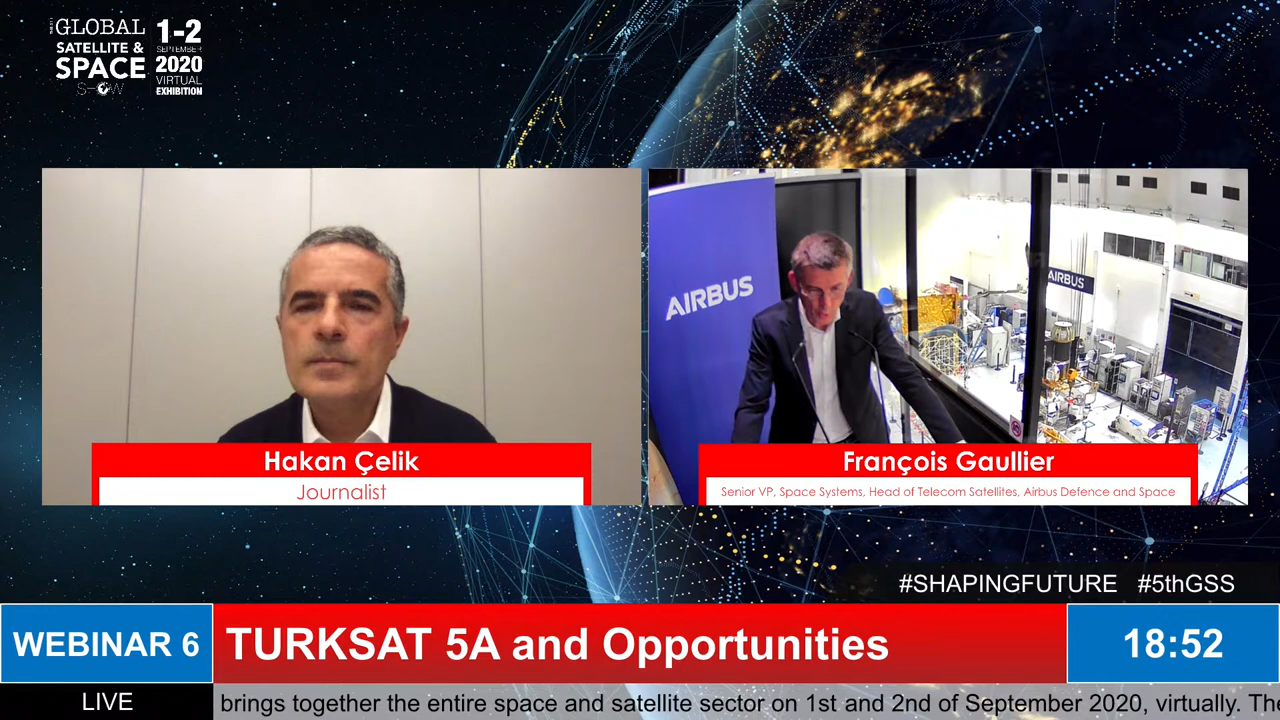 GLOBAL
SATELLITE &
SPACE
SHOW
1-2
SEPTEMBER
2020
VIRTUAL
EXHIBITION
AIRBUS
AIRBUS
Hakan Çelik
Journalist
François Gaullier
Senior VP, Space Systems, Head of Telecom Satellites, Airbus Defence and Space
#SHAPINGFUTURE #5thGSS
WEBINAR 6
TURKSAT 5A and Opportunities
18:52
LIVE
brings together the entire space and satellite sector on 1st and 2nd of September 2020, virtually. The